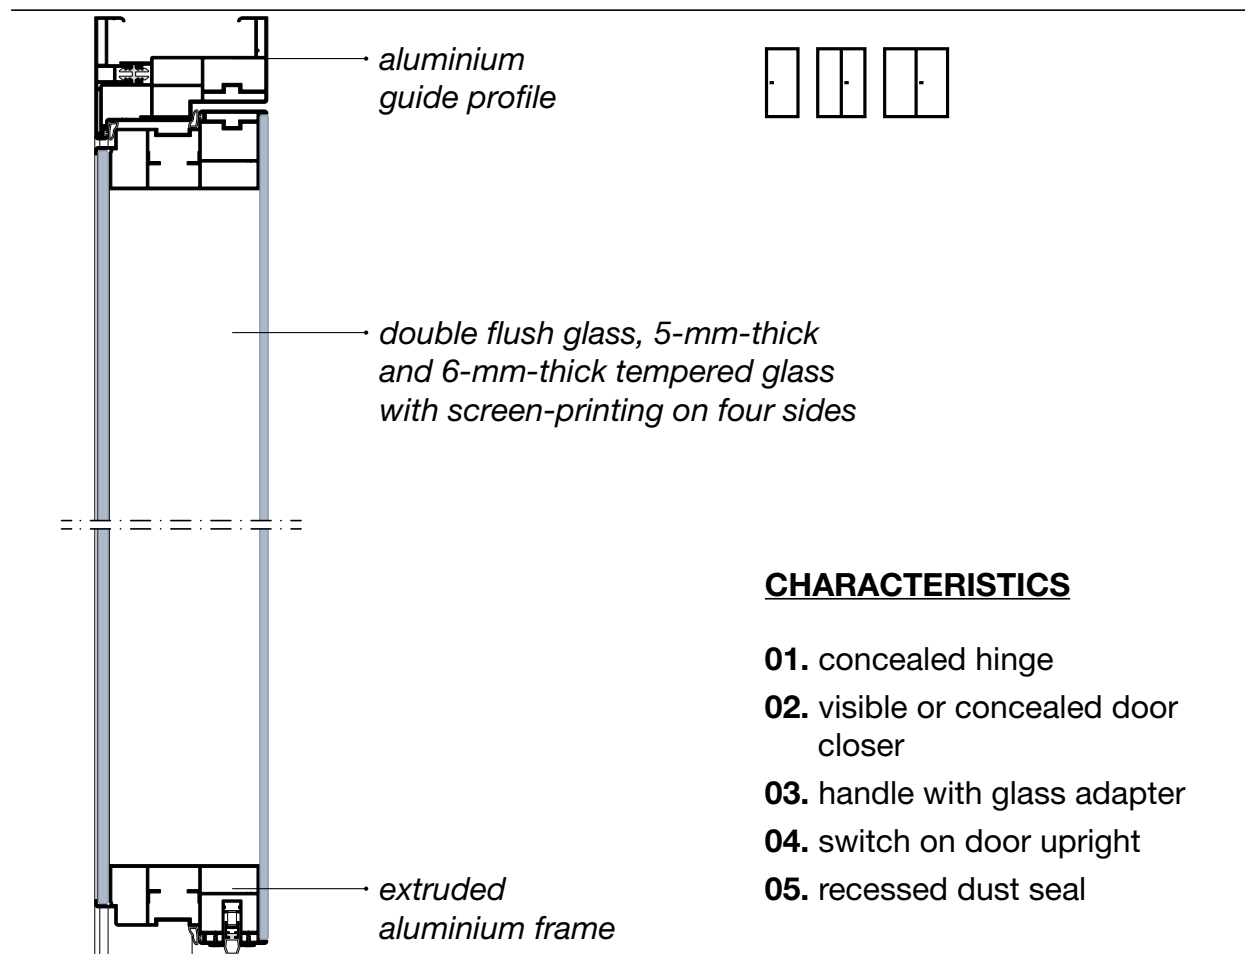 aluminium
guide profile
double flush glass, 5-mm-thick
and 6-mm-thick tempered glass
with screen-printing on four sides
CHARACTERISTICS
01. concealed hinge
02. visible or concealed door
closer
03. handle with glass adapter
04. switch on door upright
05. recessed dust seal
extruded
aluminium frame